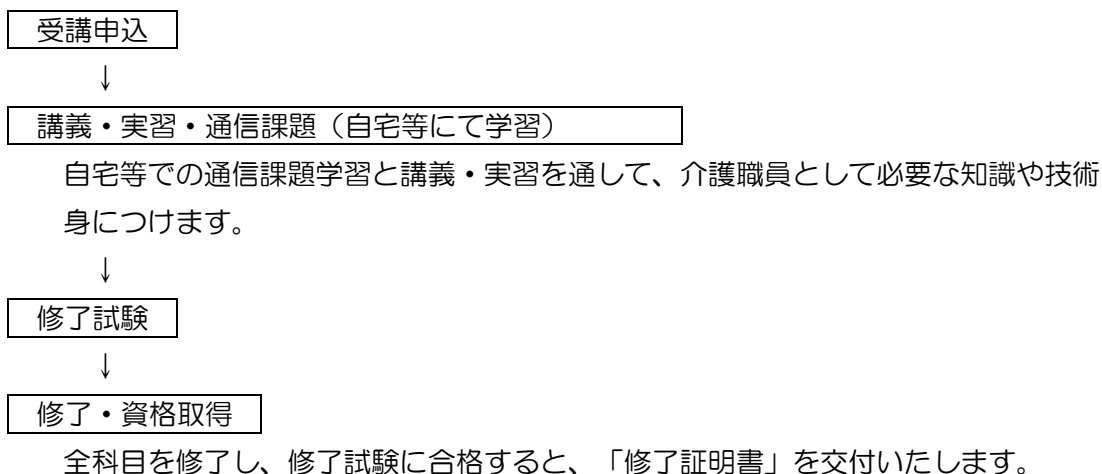 受講申込
↓
講義・実習・通信課題（自宅等にて学習）
自宅等での通信課題学習と講義・実習を通して、介護職員として必要な知識や技術
身につけます。
↓
修了試験
↓
修了・資格取得
全科目を修了し、修了試験に合格すると、「修了証明書」を交付いたします。